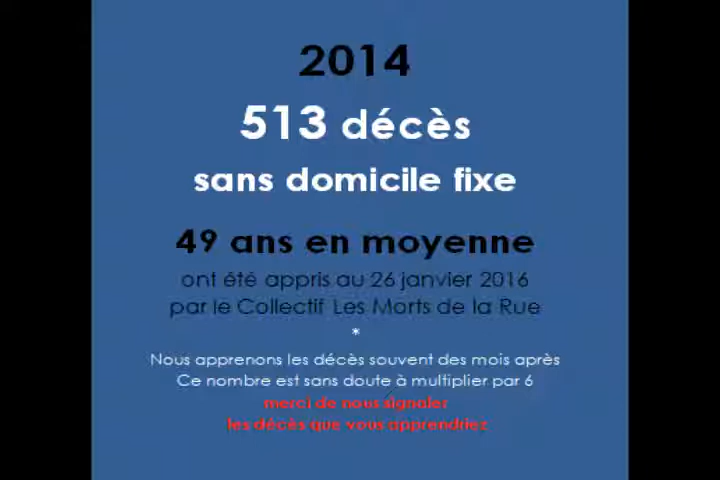 2014
513 décès
sans domicile fixe
49 ans en moyenne
ont été appris au 26 janvier 2016
par le Collectif Les Morts de la Rue
*
Nous apprenons les décès souvent des mois après
Ce nombre est sans doute à multiplier par 6
merci de nous signaler
les décès que vous apprendriez